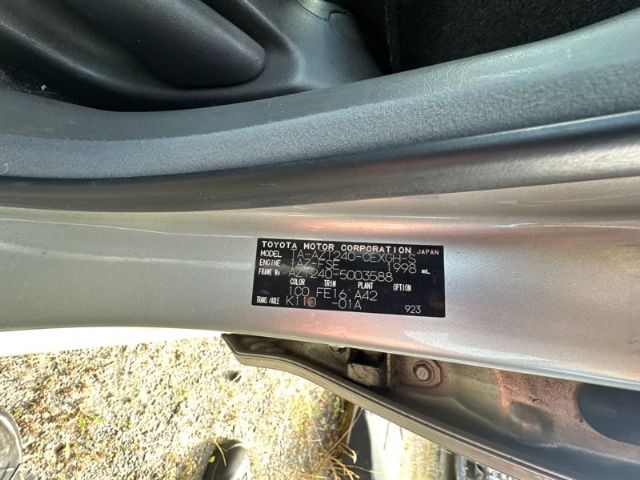 TOYOTA MOTOR CORPORATION JAPAN
MODEL TA-AZT240-CEXGH-S
ENGINE 1AZ-FSE 1998 mL
FRAME No. AZT240-5003588
COLOR TRIM PLANT OPTION
1C0 FE16 A42
TRANS./AXLE K110 -01A
923